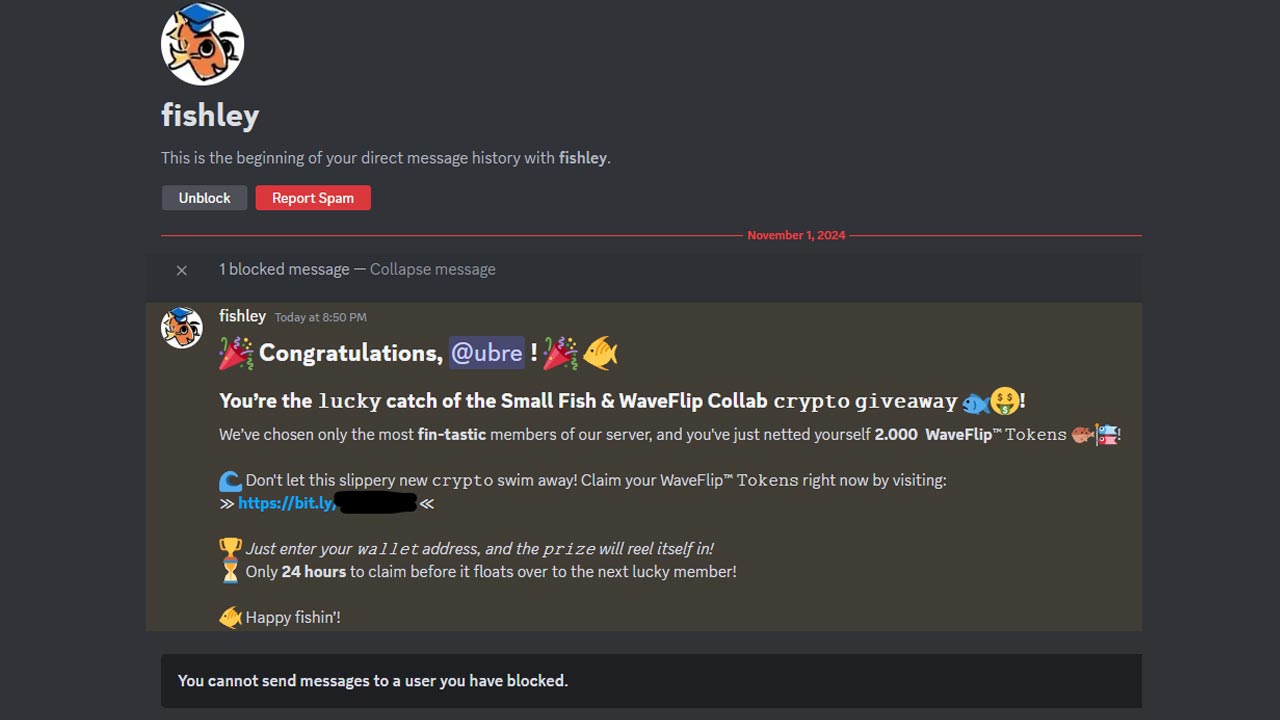 fishley
This is the beginning of your direct message history with fishley.
Unblock
Report Spam
November 1, 2024
1 blocked message — Collapse message
fishley Today at 8:50 PM
🎉 Congratulations, @ubre ! 🎉🐠
You’re the 𝚕𝚞𝚌𝚔𝚢 catch of the Small Fish & WaveFlip Collab 𝚌𝚛𝚢𝚙𝚝𝚘 𝚐𝚒𝚟𝚎𝚊𝚠𝚊𝚢 🐟🤑!
We’ve chosen only the most fin-tastic members of our server, and you've just netted yourself 2.000 WaveFlip™ 𝚃𝚘𝚔𝚎𝚗𝚜 🐡🎏!
🌊 Don't let this slippery new 𝚌𝚛𝚢𝚙𝚝𝚘 swim away! Claim your WaveFlip™ 𝚃𝚘𝚔𝚎𝚗𝚜 right now by visiting:
≫ https://bit.ly/ ≪
🏆 Just enter your 𝚠𝚊𝚕𝚕𝚎𝚝 address, and the 𝚙𝚛𝚒𝚣𝚎 will reel itself in!
⏳ Only 24 hours to claim before it floats over to the next lucky member!
🐠 Happy fishin’!
You cannot send messages to a user you have blocked.